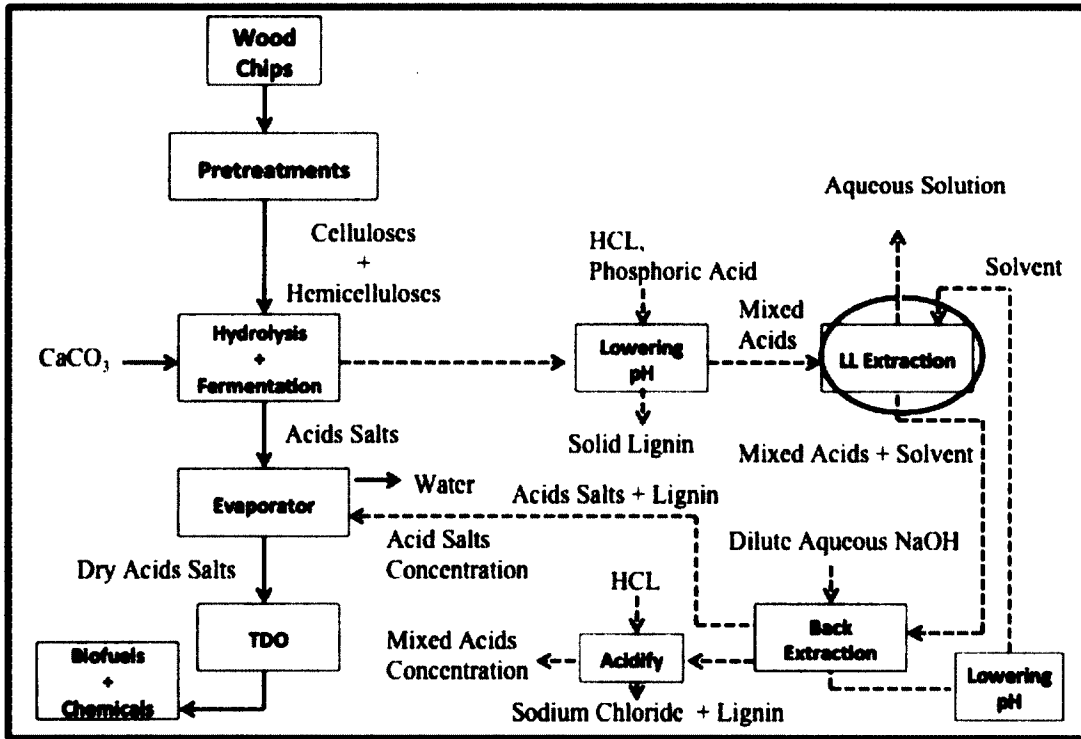 Wood
Chips
Pretreatments
Aqueous Solution
Celluloses
+
Hemicelluloses
HCL,
Phosphoric Acid
Solvent
Mixed
Acids
CaCO₃
Hydrolysis
+
Fermentation
Lowering
pH
LL Extraction
Acids Salts
Solid Lignin
Mixed Acids + Solvent
Evaporator
Water
Acids Salts + Lignin
Acid Salts
Concentration
Dilute Aqueous NaOH
Dry Acids Salts
HCL
TDO
Mixed Acids
Concentration
Acidify
Back
Extraction
Biofuels
+
Chemicals
Lowering
pH
Sodium Chloride + Lignin